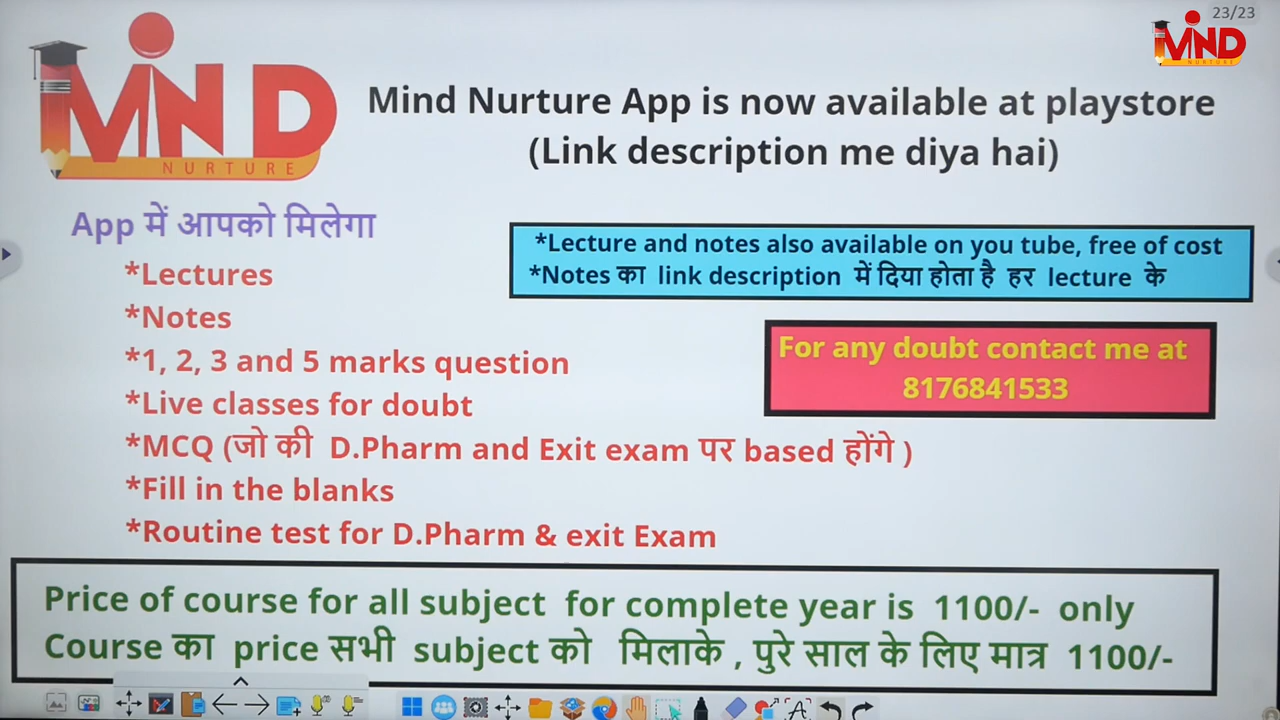 23/23
MIND
NURTURE
MIND
NURTURE
Mind Nurture App is now available at playstore
(Link description me diya hai)
App में आपको मिलेगा
*Lectures
*Notes
*1, 2, 3 and 5 marks question
*Live classes for doubt
*MCQ (जो की D.Pharm and Exit exam पर based होंगे )
*Fill in the blanks
*Routine test for D.Pharm & exit Exam
*Lecture and notes also available on you tube, free of cost
*Notes का link description में दिया होता है हर lecture के
For any doubt contact me at
8176841533
Price of course for all subject for complete year is 1100/- only
Course का price सभी subject को मिलाके , पुरे साल के लिए मात्र 1100/-